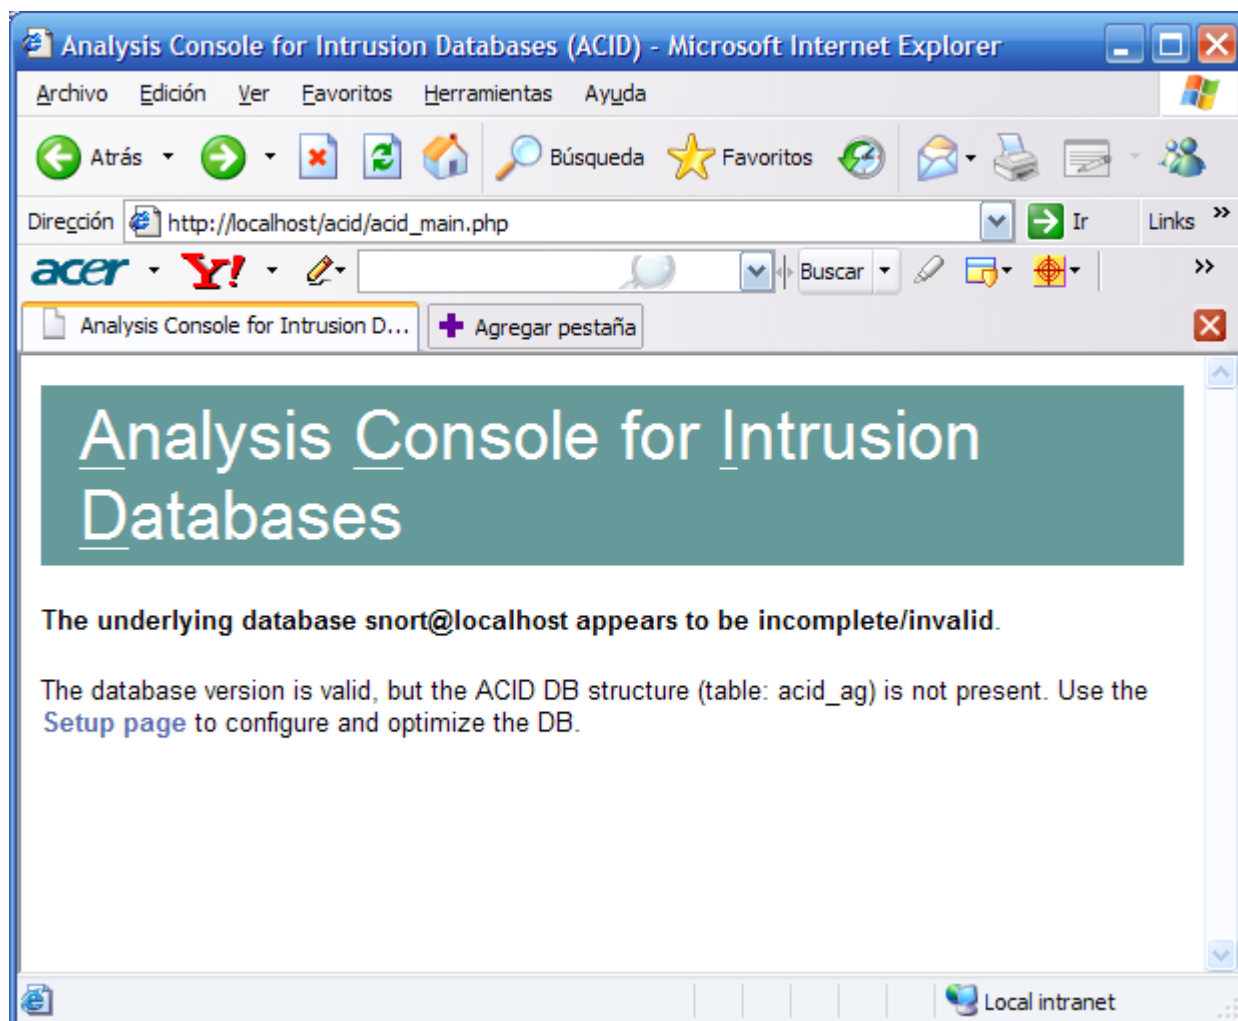 Analysis Console for Intrusion Databases (ACID) - Microsoft Internet Explorer
Archivo Edición Ver Favoritos Herramientas Ayuda
Atrás Búsqueda Favoritos
Dirección http://localhost/acid/acid_main.php Ir Links »
acer Y! Buscar »
Analysis Console for Intrusion D... Agregar pestaña
Analysis Console for Intrusion
Databases
The underlying database snort@localhost appears to be incomplete/invalid.
The database version is valid, but the ACID DB structure (table: acid_ag) is not present. Use the
Setup page to configure and optimize the DB.
Local intranet